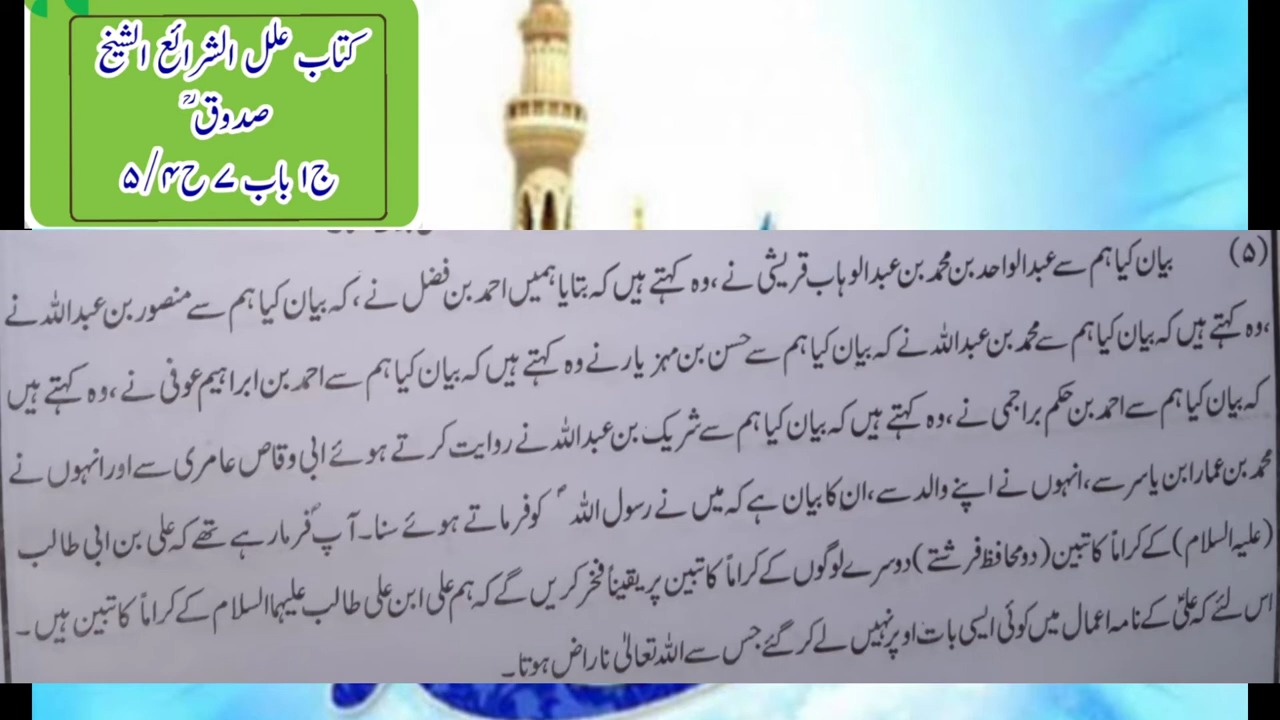 کتاب علل الشرائع الشیخ
صدوقؒ
ج۱ باب ۷ ح۵/۴
(۵) بیان کیا ہم سے عبدالواحد بن محمد بن عبدالوہاب قریشی نے، وہ کہتے ہیں کہ بتایا ہمیں احمد بن فضل نے، کہ بیان کیا ہم سے منصور بن عبداللہ نے
،وہ کہتے ہیں کہ بیان کیا ہم سے محمد بن عبداللہ نے کہ بیان کیا ہم سے حسن بن مہزیار نے وہ کہتے ہیں کہ بیان کیا ہم سے احمد بن ابراہیم عوفی نے، وہ کہتے ہیں
کہ بیان کیا ہم سے احمد بن حکم براجمی نے، وہ کہتے ہیں کہ بیان کیا ہم سے شریک بن عبداللہ نے روایت کرتے ہوئے ابی وقاص عامری سے اور انہوں نے
محمد بن عمار ابن یاسر سے، انہوں نے اپنے والد سے، ان کا بیان ہے کہ میں نے رسول اللہ ؐ کو فرماتے ہوئے سنا۔ آپؐ فرما رہے تھے کہ علی بن ابی طالب
(علیہ السلام) کے کراماً کاتبین (دو محافظ فرشتے) دوسرے لوگوں کے کراماً کاتبین پر یقیناً فخر کریں گے کہ ہم علی ابن علی طالب علیہما السلام کے کراماً کاتبین ہیں۔
اس لئے کہ علیؑ کے نامہ اعمال میں کوئی ایسی بات اوپر نہیں لے کر گئے جس سے اللہ تعالیٰ ناراض ہوتا۔